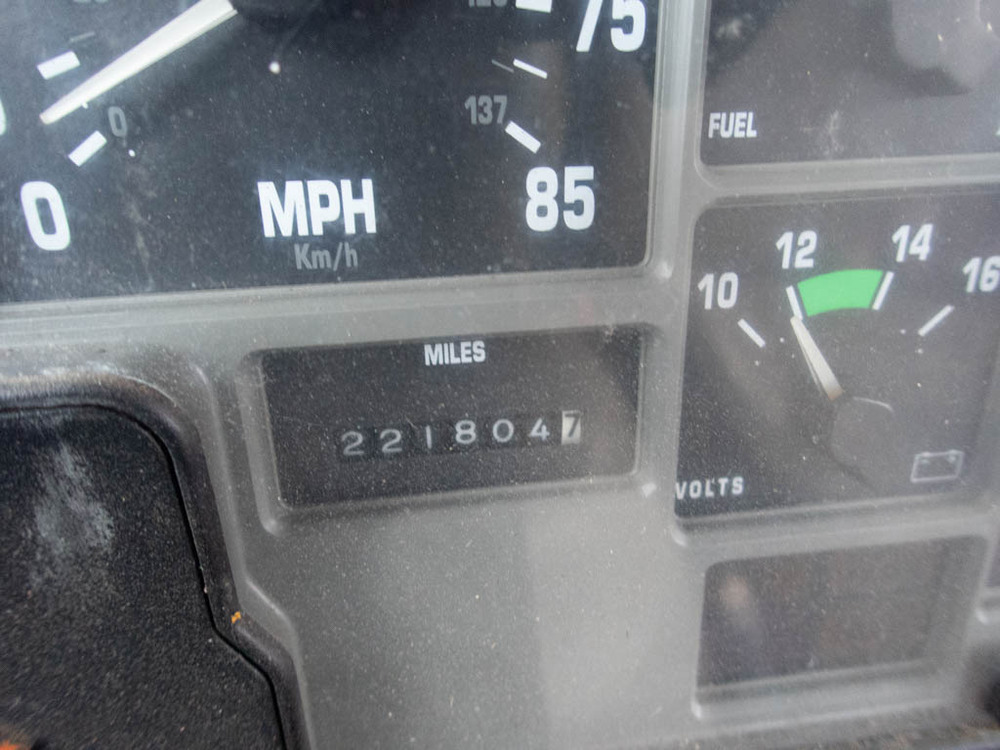 75
0
137
FUEL
0
MPH
85
Km/h
10
12
14
16
MILES
2218047
VOLTS